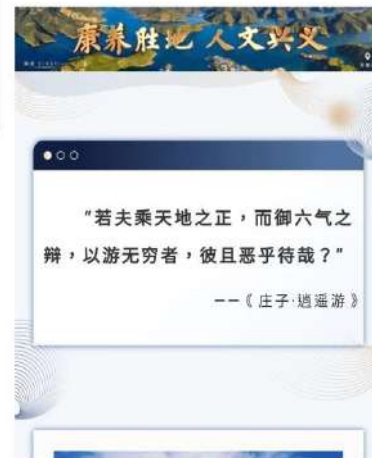 康养胜地 人文兴义
“若夫乘天地之正，而御六气之
辩，以游无穷者，彼且恶乎待哉？”
——《庄子·逍遥游》